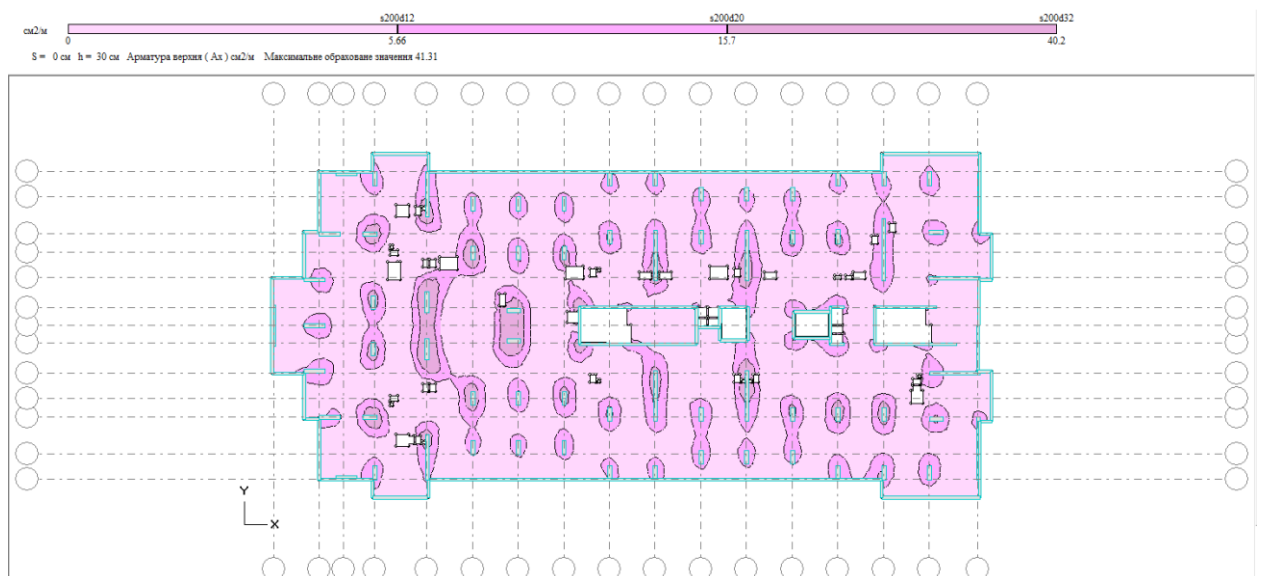 s200d12 s200d20 s200d32
см2/м
0 5.66 15.7 40.2
S = 0 см h = 30 см Арматура верхня ( Ax ) см2/м Максимальне обраховане значення 41.31
Y
X